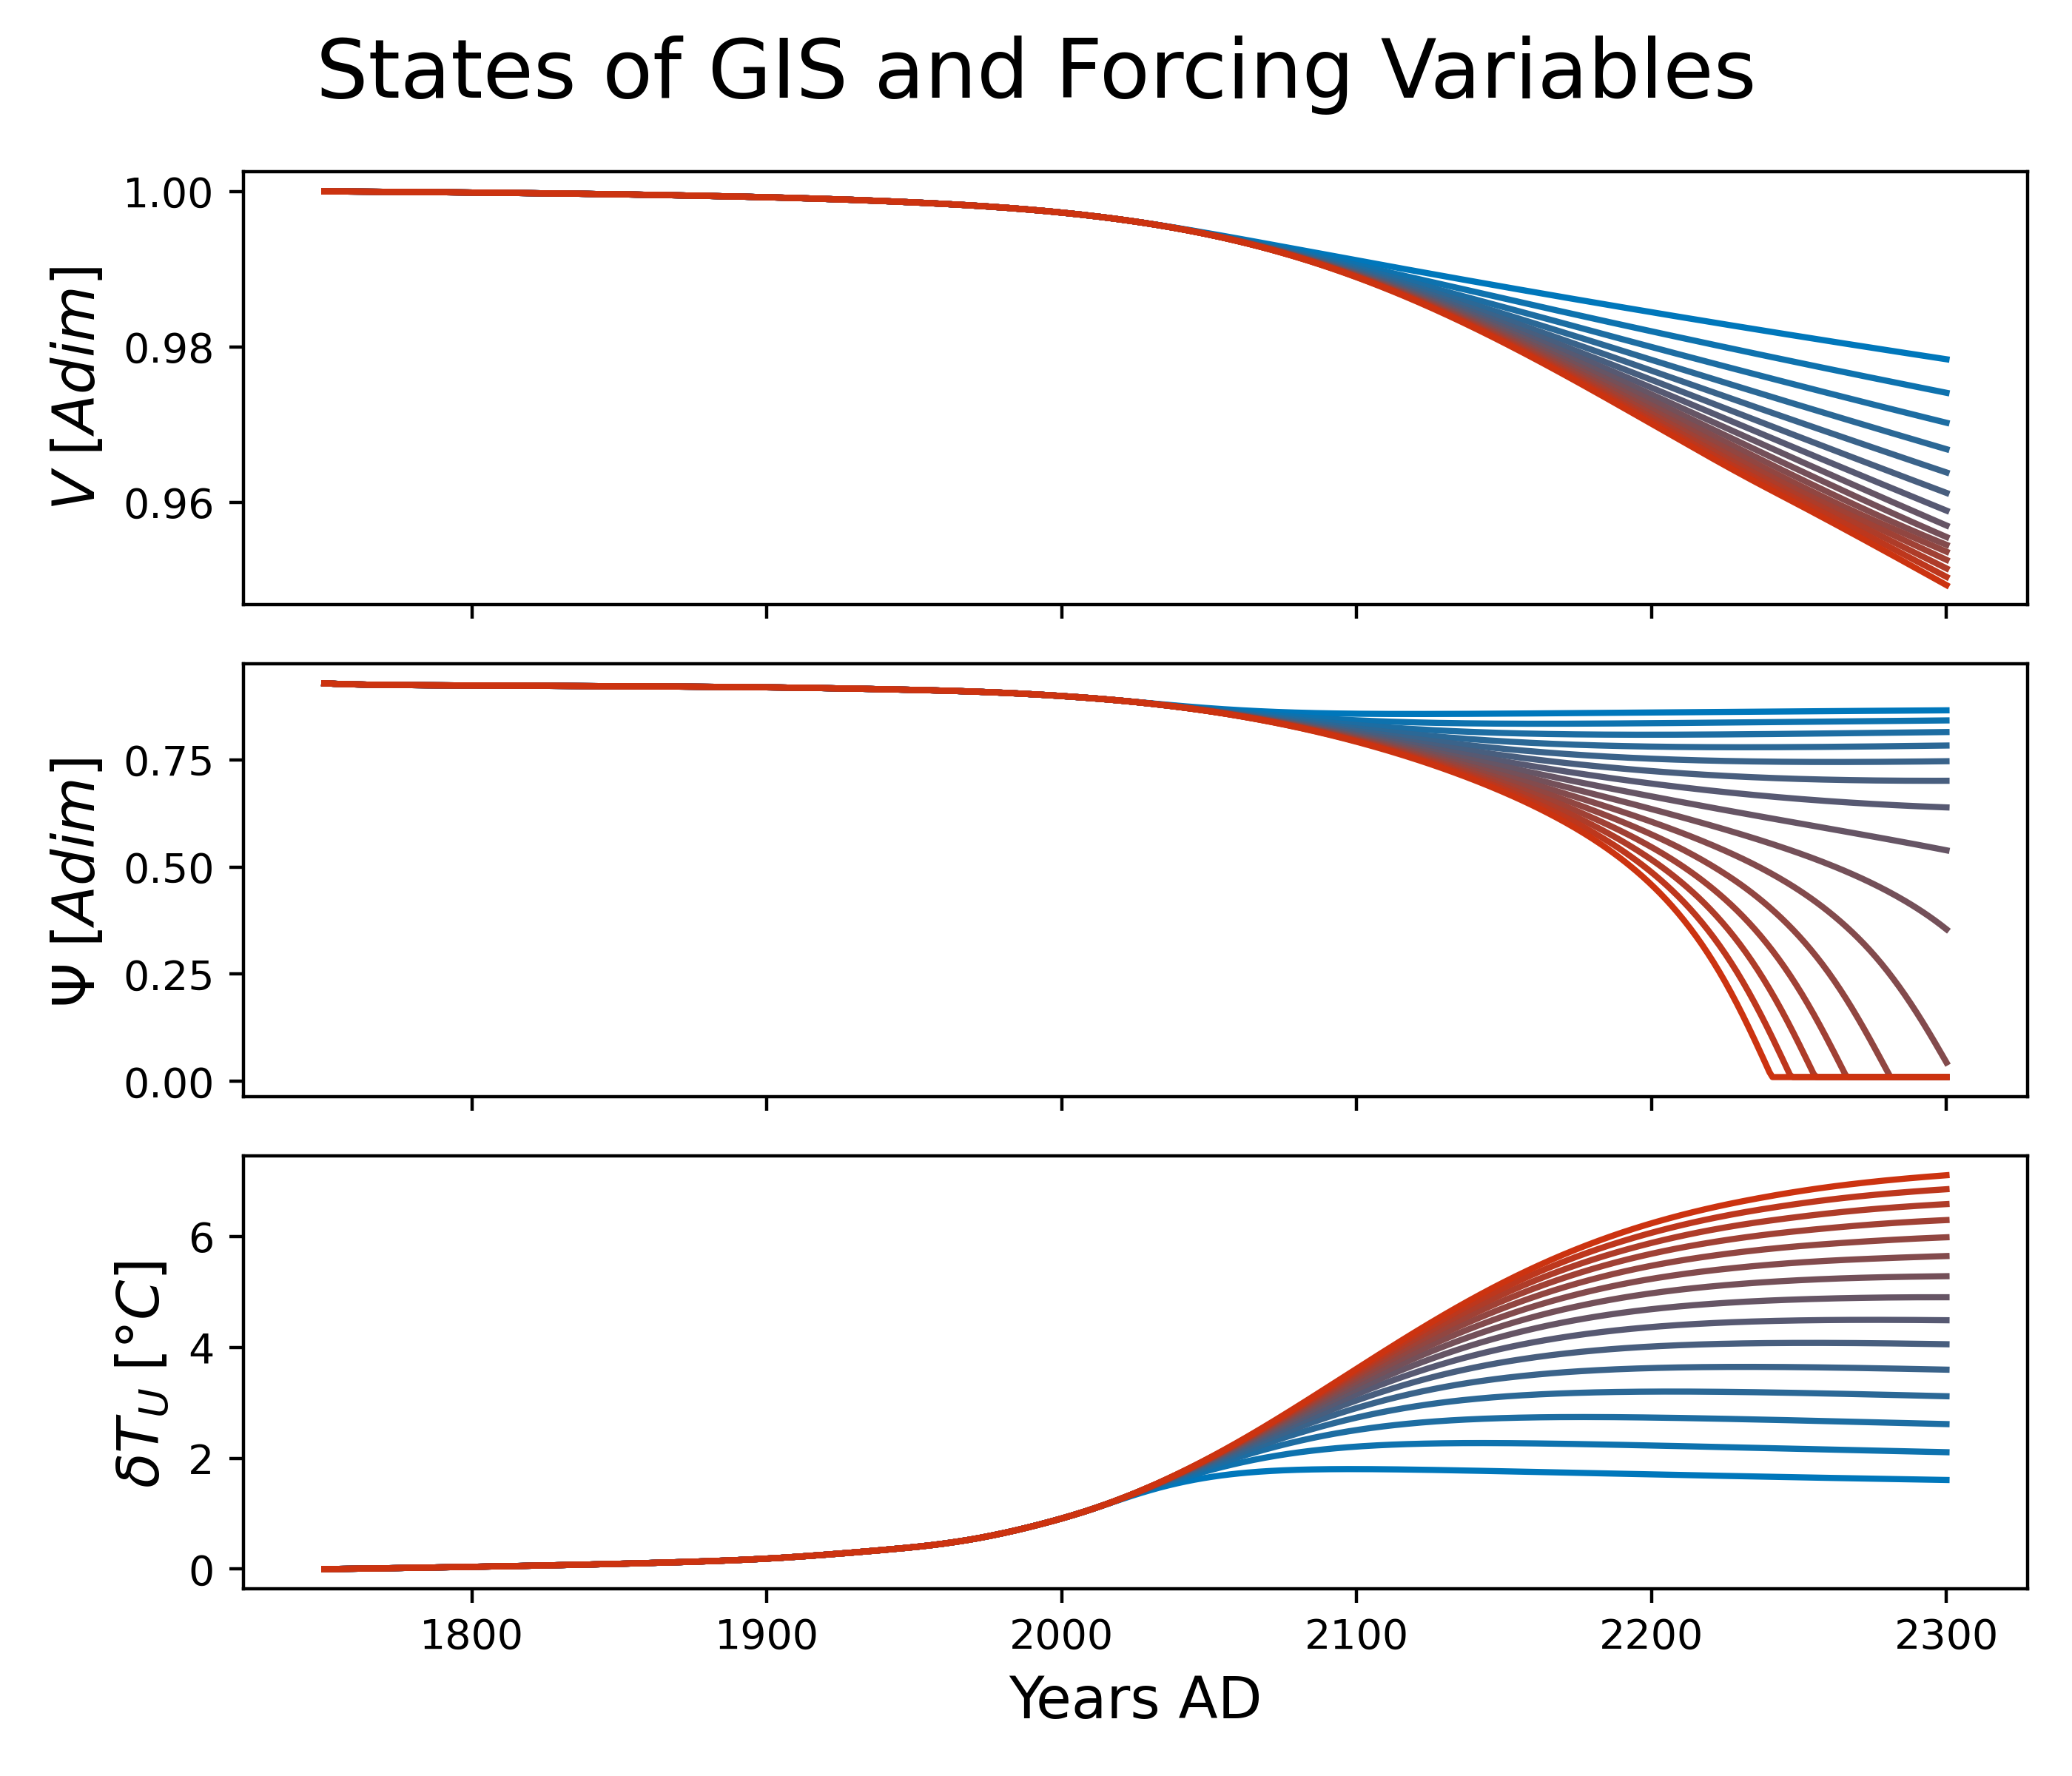 States of GIS and Forcing Variables
V [Adim]
1.00
0.98
0.96
Ψ [Adim]
0.75
0.50
0.25
0.00
δT_U [°C]
6
4
2
0
1800 1900 2000 2100 2200 2300
Years AD